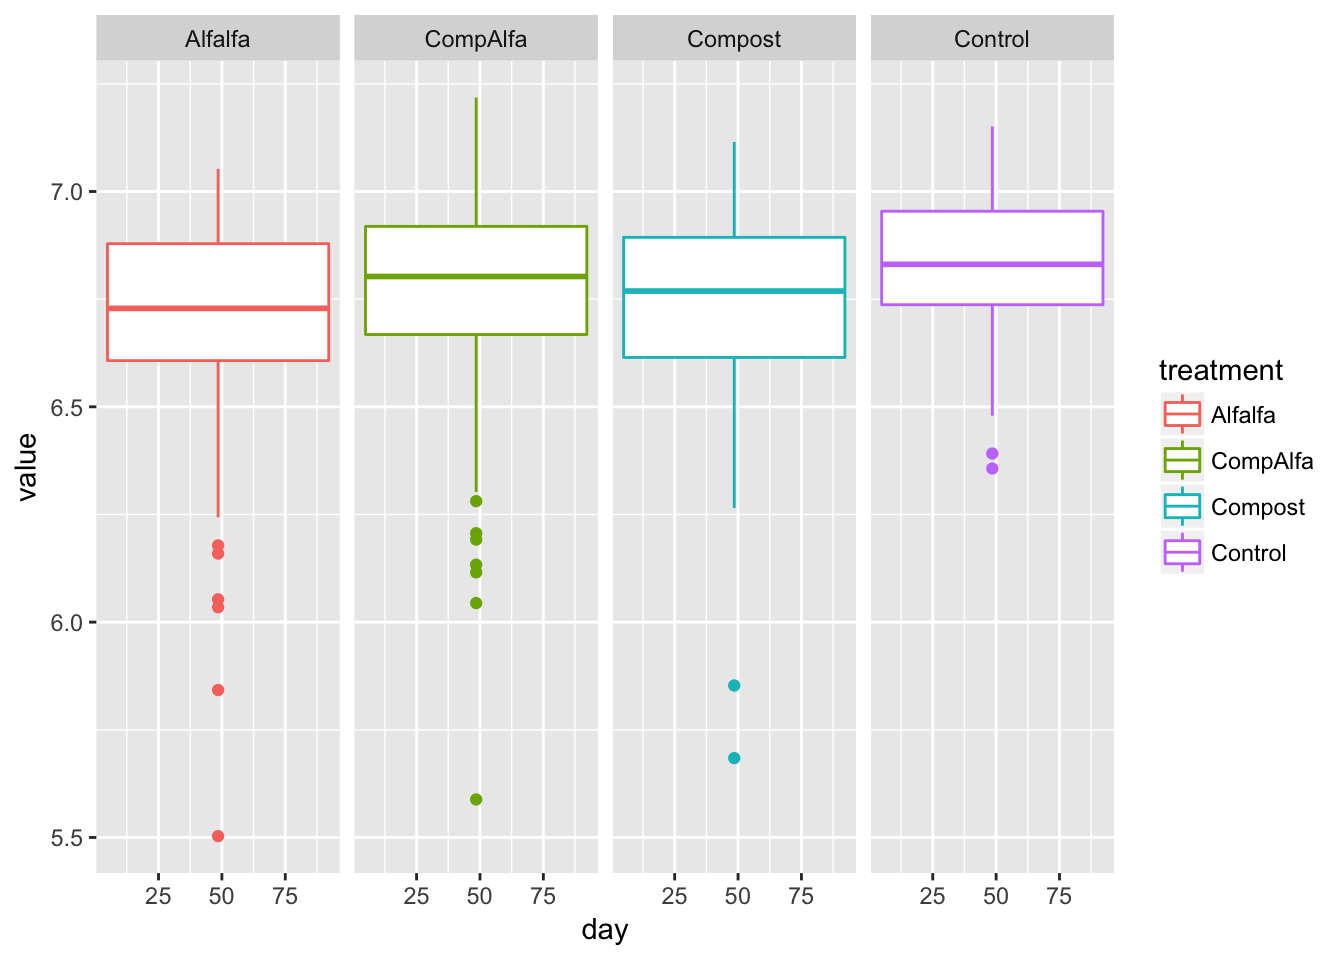 Alfalfa CompAlfa Compost Control
7.0
6.5
6.0
5.5
value
25 50 75 25 50 75 25 50 75 25 50 75
day
treatment
Alfalfa
CompAlfa
Compost
Control